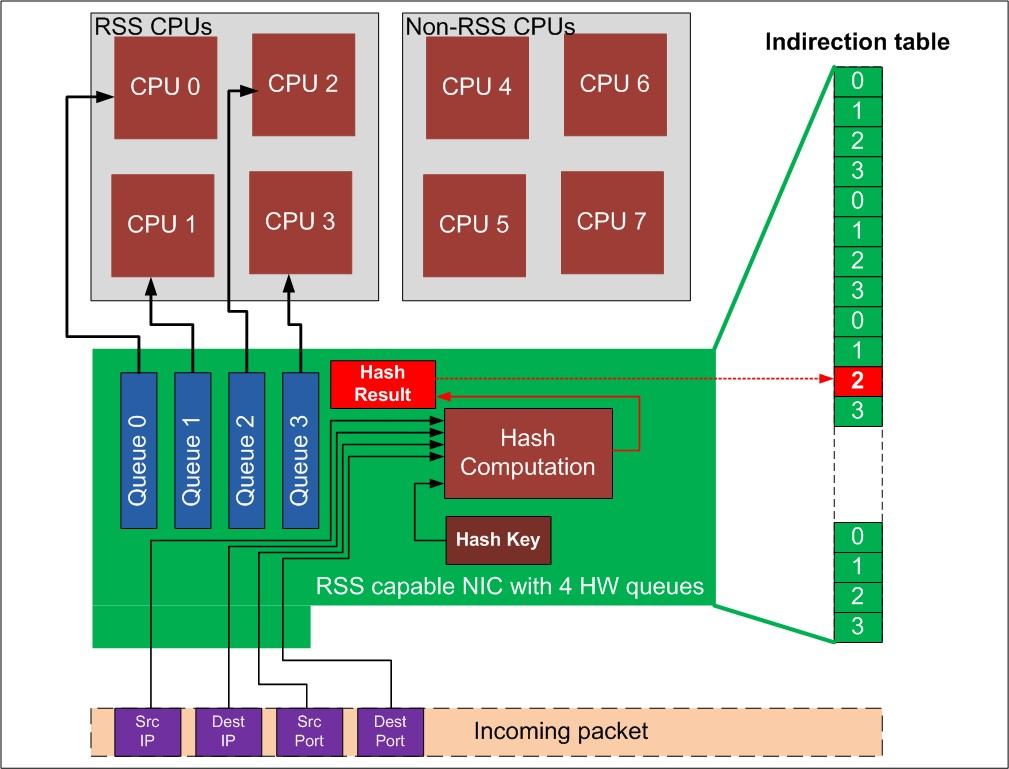 RSS CPUs
Non-RSS CPUs
Indirection table
CPU 0
CPU 2
CPU 4
CPU 6
CPU 1
CPU 3
CPU 5
CPU 7
0
1
2
3
0
1
2
3
0
1
2
3
0
1
2
3
Queue 0
Queue 1
Queue 2
Queue 3
Hash
Result
Hash
Computation
Hash Key
RSS capable NIC with 4 HW queues
Src
IP
Dest
IP
Src
Port
Dest
Port
Incoming packet